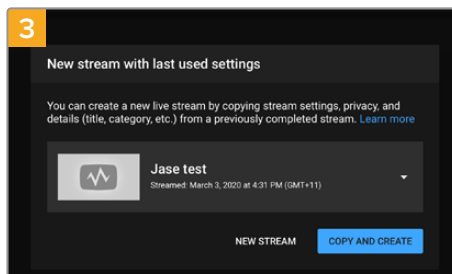 3
New stream with last used settings
You can create a new live stream by copying stream settings, privacy, and
details (title, category, etc.) from a previously completed stream. Learn more
Jase test
Streamed: March 3, 2020 at 4:31 PM (GMT+11)
NEW STREAM
COPY AND CREATE